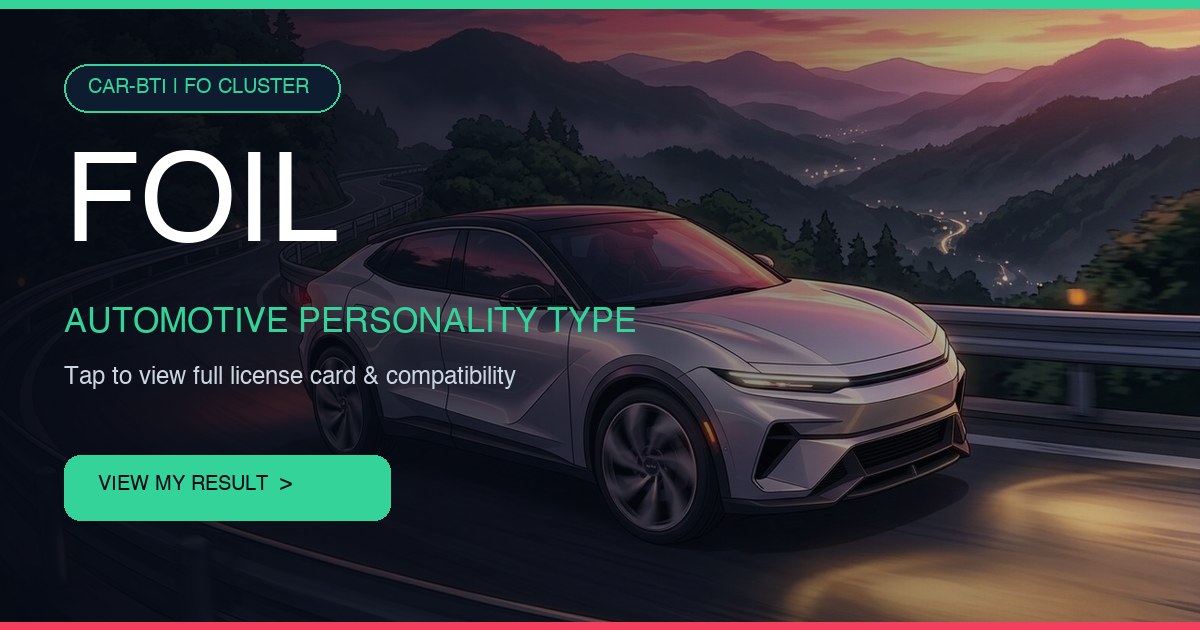 CAR-BTI | FO CLUSTER
FOIL
AUTOMOTIVE PERSONALITY TYPE
Tap to view full license card & compatibility
VIEW MY RESULT >